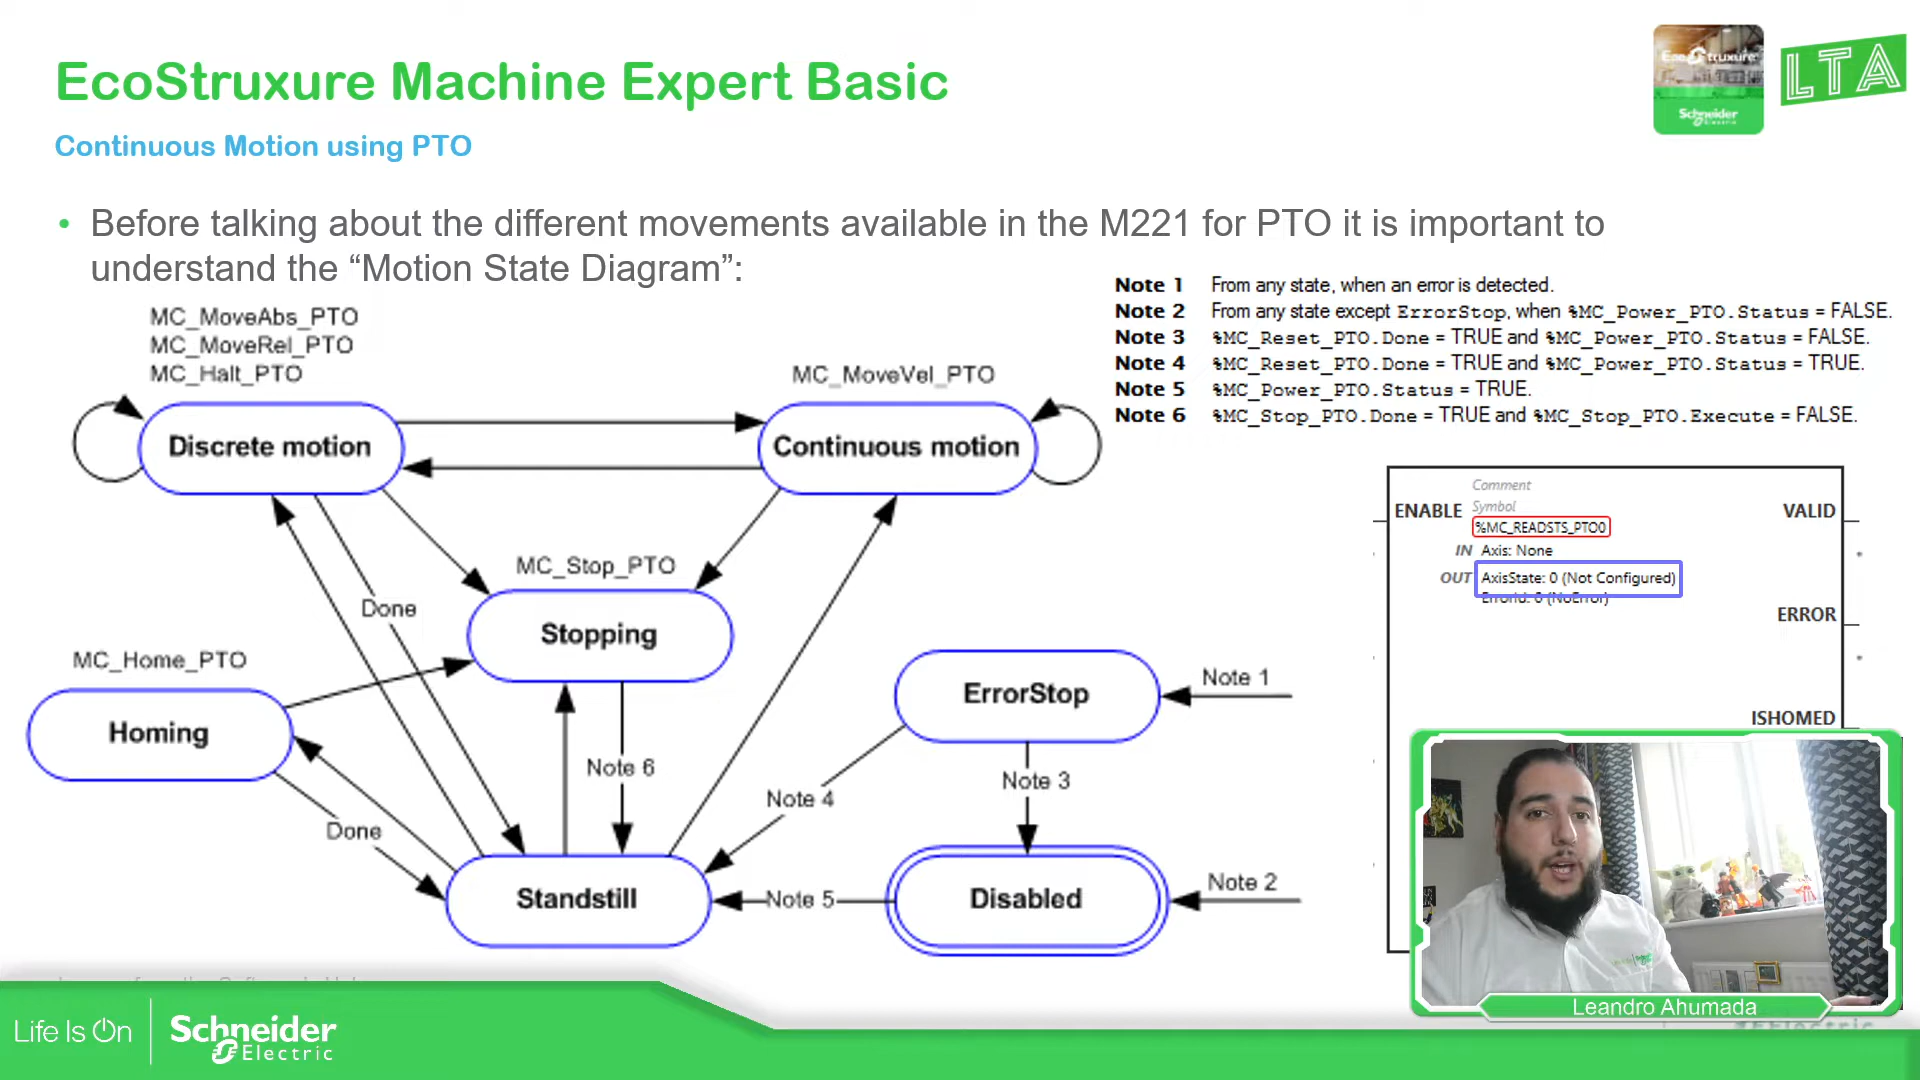 EcoStruxure Machine Expert Basic
Continuous Motion using PTO
EcoStruxure
Schneider
Electric
LTA
• Before talking about the different movements available in the M221 for PTO it is important to
understand the “Motion State Diagram”:
Note 1 From any state, when an error is detected.
Note 2 From any state except ErrorStop, when %MC_Power_PTO.Status = FALSE.
Note 3 %MC_Reset_PTO.Done = TRUE and %MC_Power_PTO.Status = FALSE.
Note 4 %MC_Reset_PTO.Done = TRUE and %MC_Power_PTO.Status = TRUE.
Note 5 %MC_Power_PTO.Status = TRUE.
Note 6 %MC_Stop_PTO.Done = TRUE and %MC_Stop_PTO.Execute = FALSE.
MC_MoveAbs_PTO
MC_MoveRel_PTO
MC_Halt_PTO
MC_MoveVel_PTO
Discrete motion
Continuous motion
MC_Stop_PTO
Done
Stopping
MC_Home_PTO
Homing
ErrorStop
Note 1
Note 6
Note 4
Note 3
Done
Standstill
Note 5
Disabled
Note 2
Comment
Symbol
ENABLE
VALID
%MC_READSTS_PTO0
IN Axis: None
OUT AxisState: 0 (Not Configured)
ErrorId: 0 (NoError)
ERROR
ISHOMED
Leandro Ahumada
Life Is On
Schneider
Electric